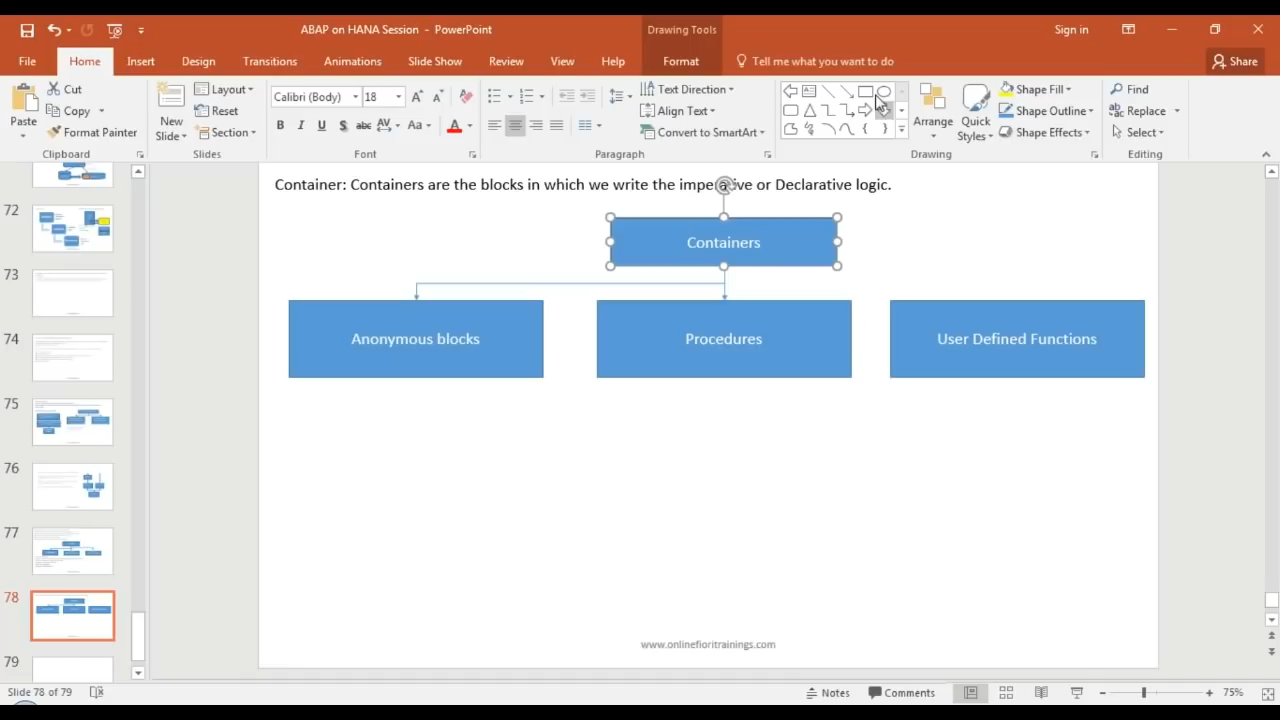 ABAP on HANA Session - PowerPoint
Drawing Tools
Sign in
File Home Insert Design Transitions Animations Slide Show Review View Help Format Tell me what you want to do Share
Paste
Cut
Copy
Format Painter
Clipboard
New Slide
Layout
Reset
Section
Slides
Calibri (Body) 18 A A
B I U S abc AV Aa A
Font
Text Direction
Align Text
Convert to SmartArt
Paragraph
Arrange
Quick Styles
Shape Fill
Shape Outline
Shape Effects
Drawing
Find
Replace
Select
Editing
72
73
74
75
76
77
78
79
Container: Containers are the blocks in which we write the imperative or Declarative logic.
Containers
Anonymous blocks
Procedures
User Defined Functions
www.onlinefioritrainings.com
Slide 78 of 79
Notes
Comments
75%